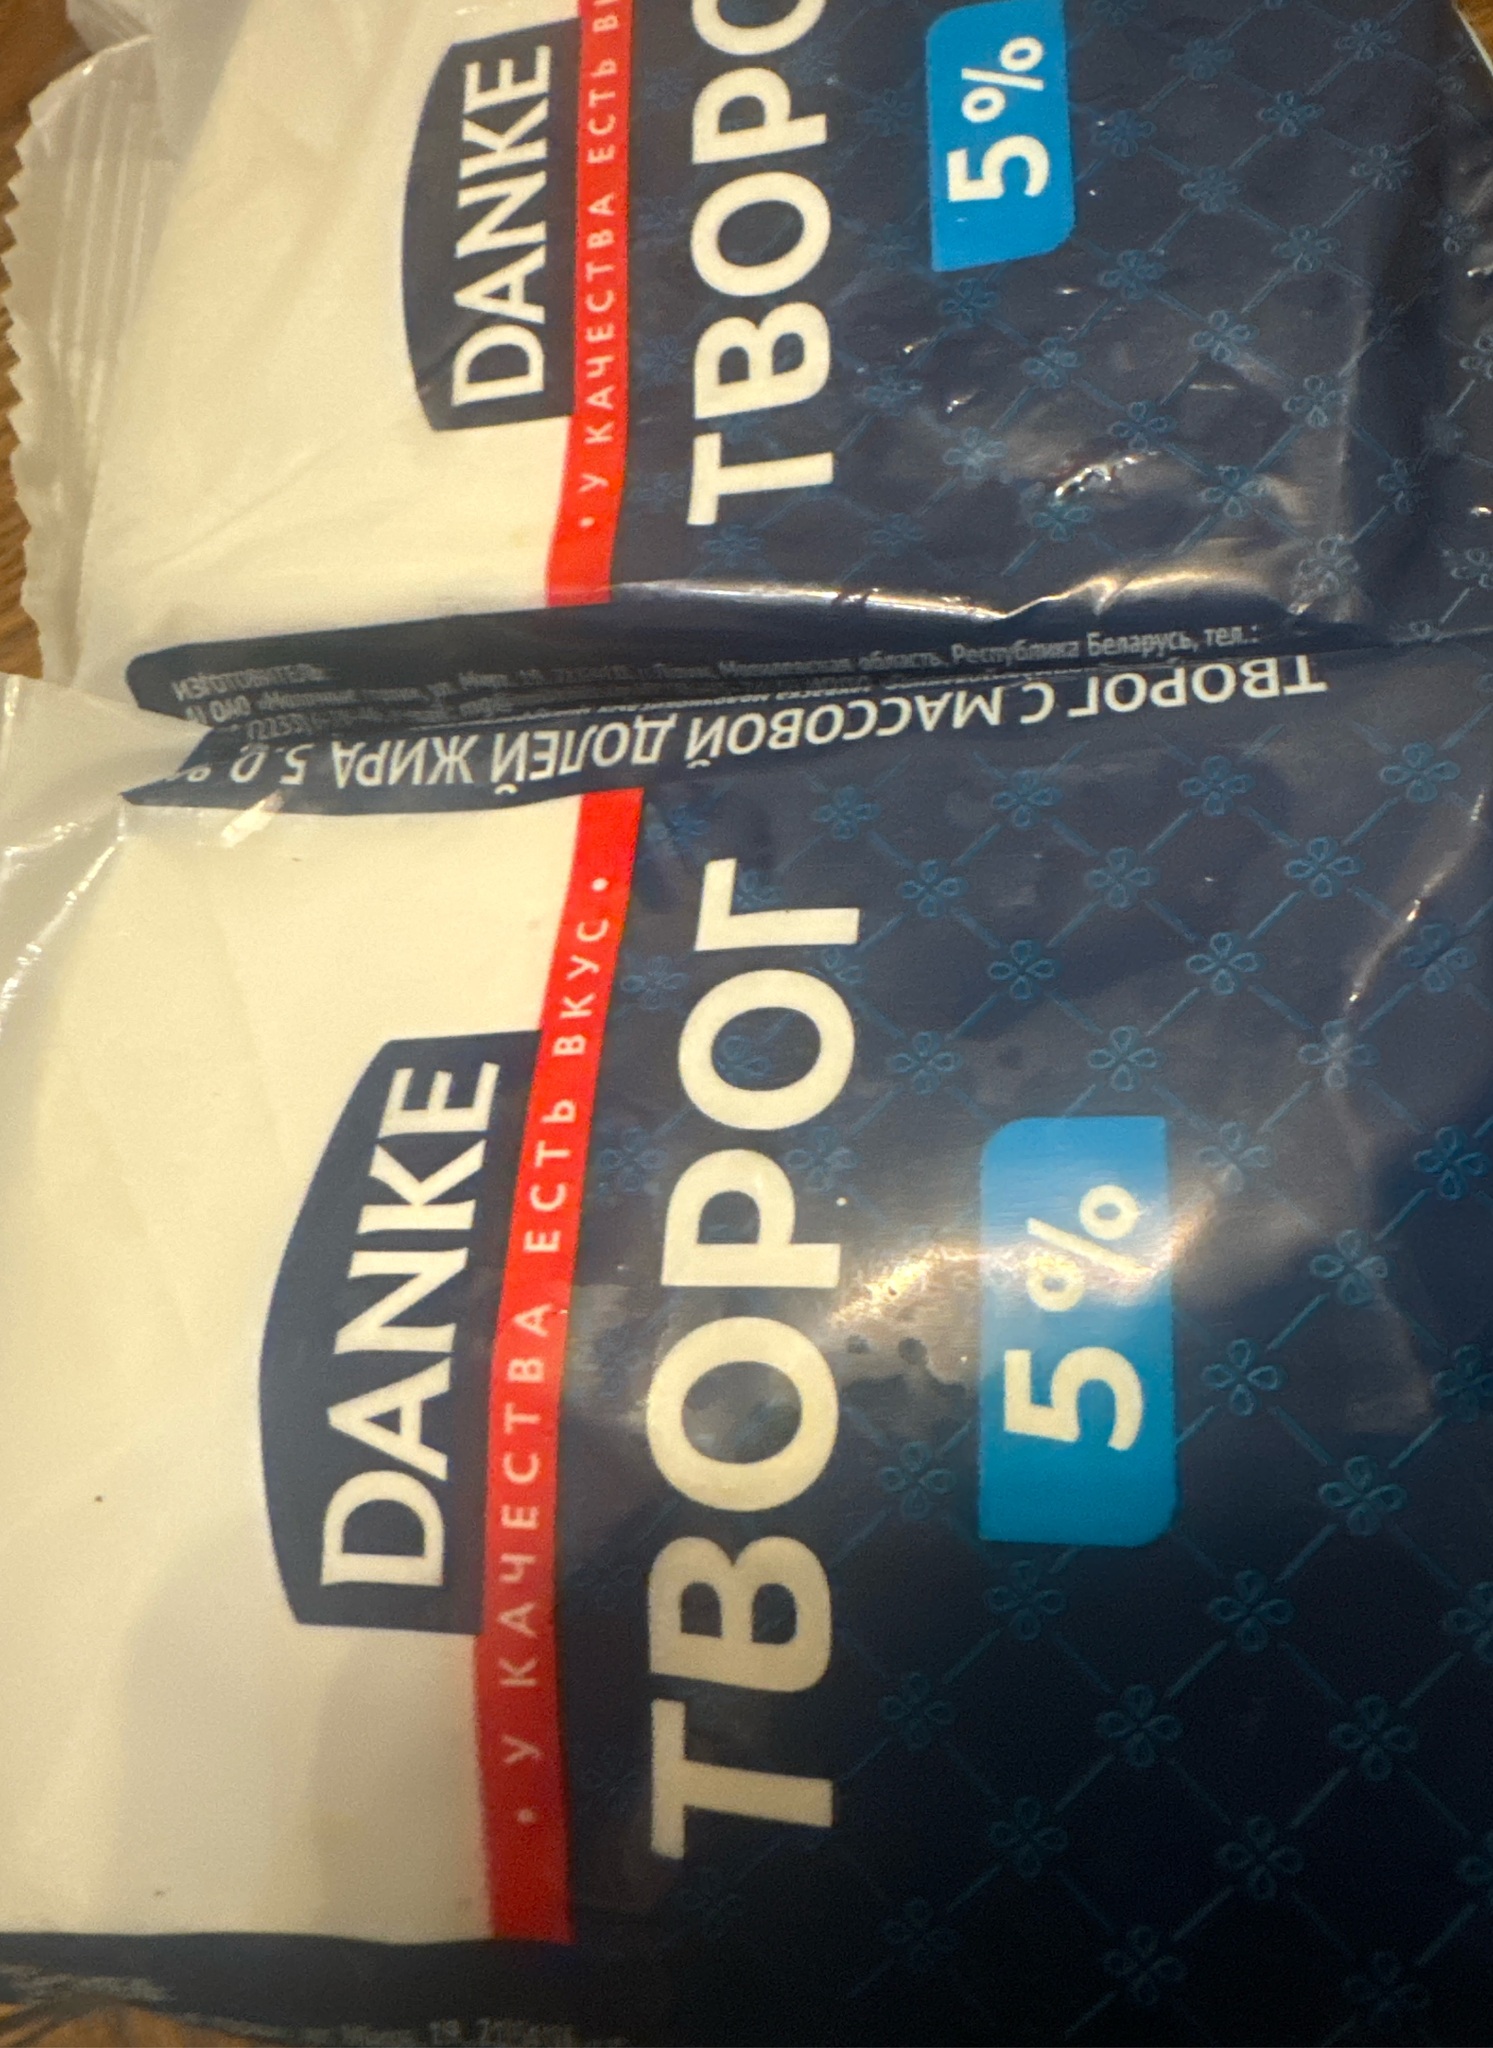 DANKE
• У КАЧЕСТВА ЕСТЬ
ТВОРО
5%
ИЗГОТОВИТЕЛЬ:
область, Республика Беларусь, тел.:
ТВОРОГ С МАССОВОЙ ДОЛЕЙ ЖИРА 5,0 %
DANKE
• У КАЧЕСТВА ЕСТЬ ВКУС •
ТВОРОГ
5%